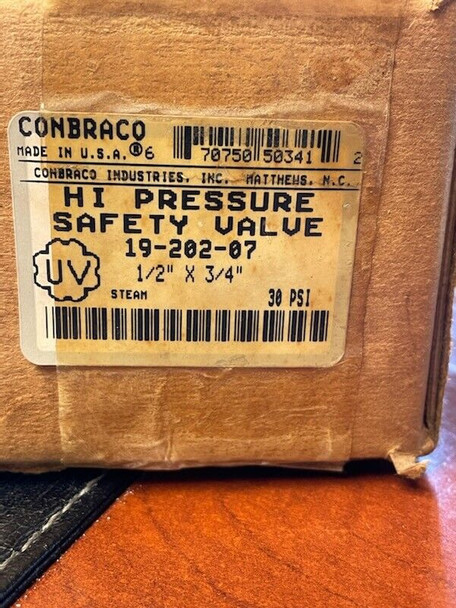 CONBRACO
MADE IN U.S.A.® 6 70750 50341 2
CONBRACO INDUSTRIES, INC. MATTHEWS, N.C.
HI PRESSURE
SAFETY VALVE
19-202-07
UV 1/2" X 3/4"
STEAM 30 PSI